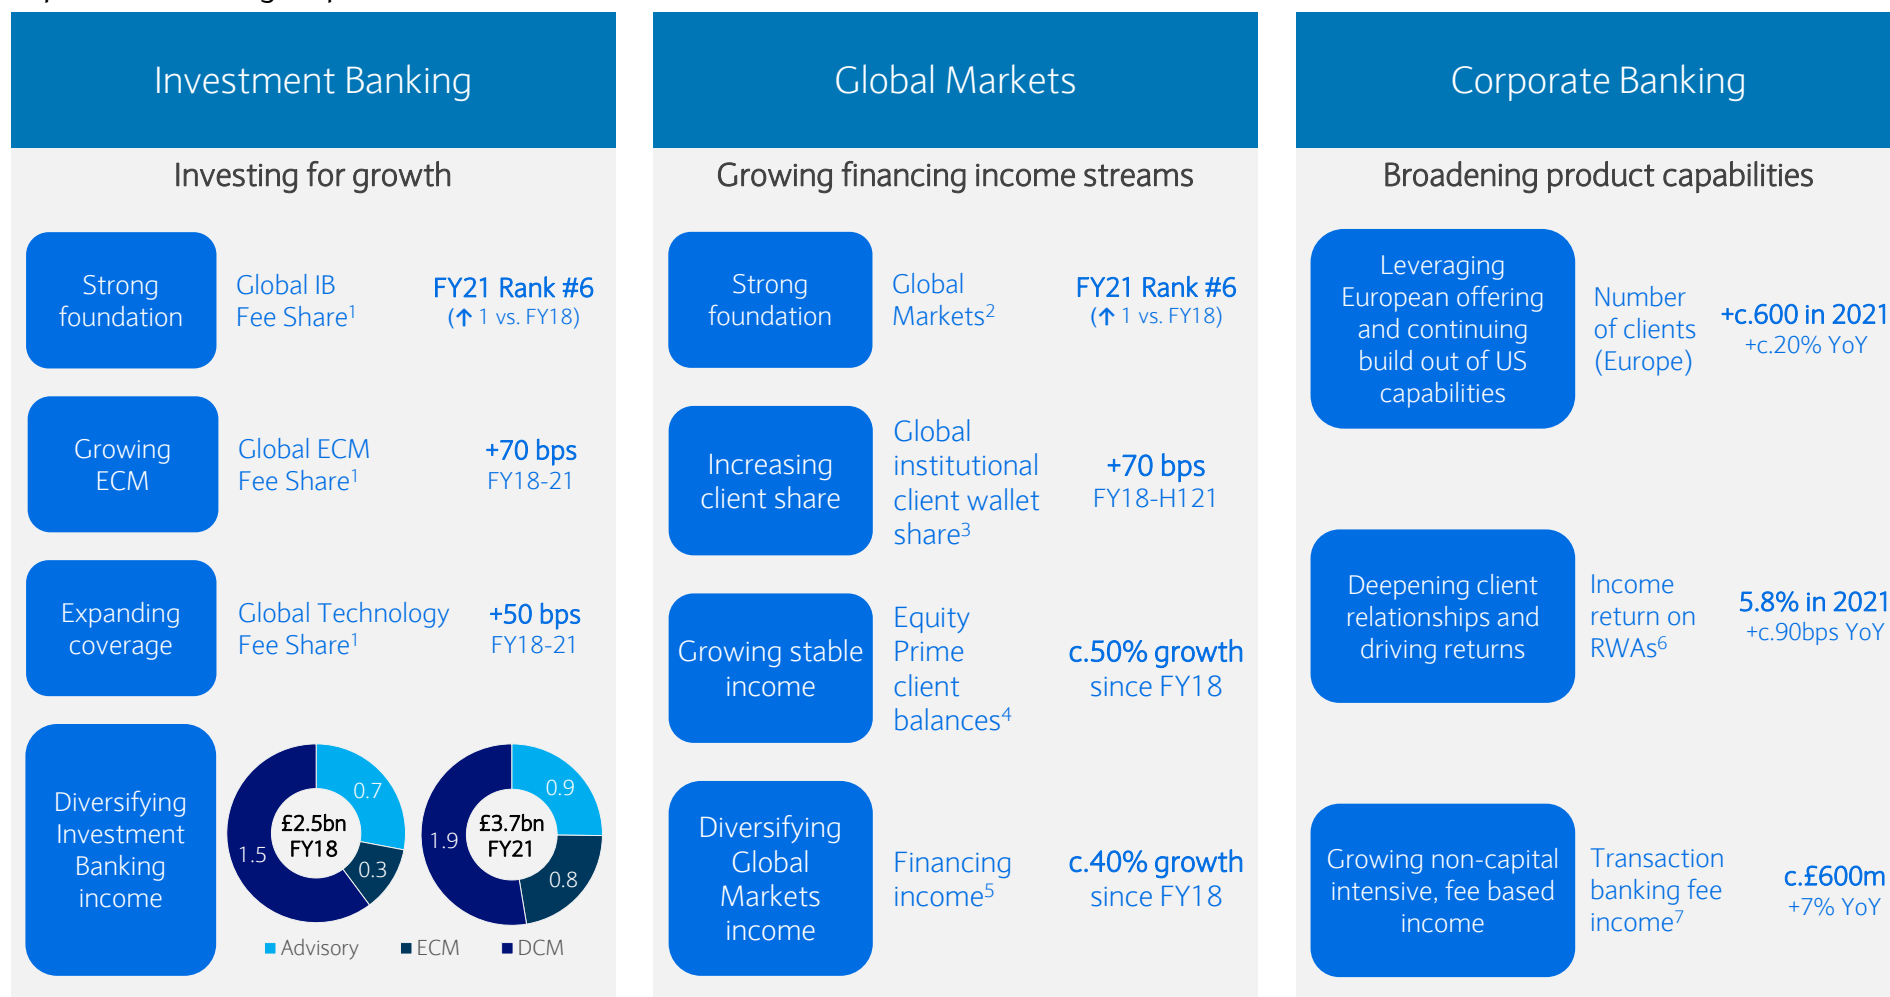 Investment Banking
Investing for growth
Strong
foundation
Global IB
Fee Share¹
FY21 Rank #6
(↑ 1 vs. FY18)
Growing
ECM
Global ECM
Fee Share¹
+70 bps
FY18-21
Expanding
coverage
Global Technology
Fee Share¹
+50 bps
FY18-21
Diversifying
Investment
Banking
income
0.7
0.3
1.5
£2.5bn
FY18
0.9
0.8
1.9
£3.7bn
FY21
Advisory
ECM
DCM
Global Markets
Growing financing income streams
Strong
foundation
Global
Markets²
FY21 Rank #6
(↑ 1 vs. FY18)
Increasing
client share
Global
institutional
client wallet
share³
+70 bps
FY18-H121
Growing stable
income
Equity
Prime
client
balances⁴
c.50% growth
since FY18
Diversifying
Global
Markets
income
Financing
income⁵
c.40% growth
since FY18
Corporate Banking
Broadening product capabilities
Leveraging
European offering
and continuing
build out of US
capabilities
Number
of clients
(Europe)
+c.600 in 2021
+c.20% YoY
Deepening client
relationships and
driving returns
Income
return on
RWAs⁶
5.8% in 2021
+c.90bps YoY
Growing non-capital
intensive, fee based
income
Transaction
banking fee
income⁷
c.£600m
+7% YoY